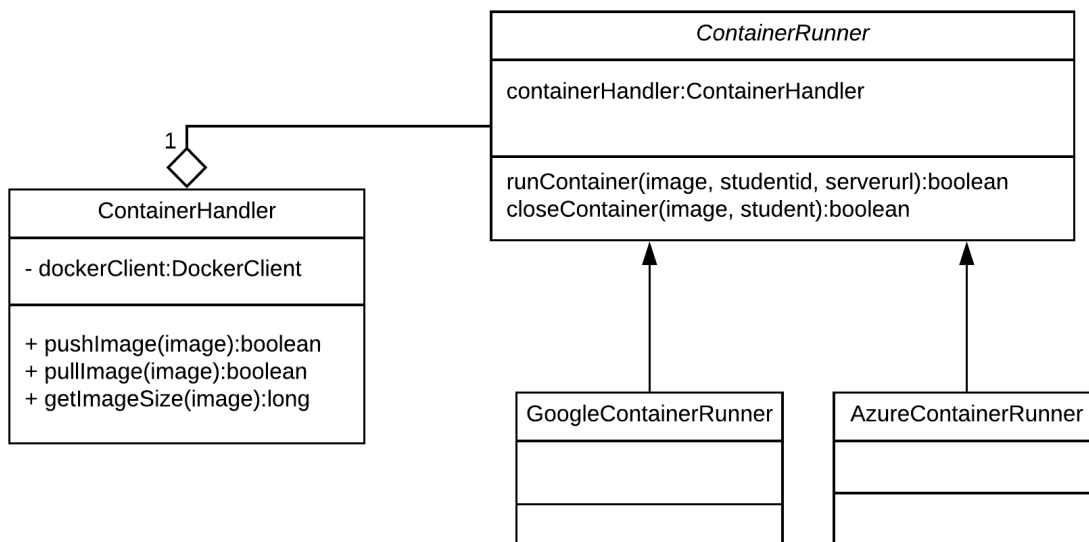 ContainerRunner
containerHandler:ContainerHandler
runContainer(image, studentid, serverurl):boolean
closeContainer(image, student):boolean
1
ContainerHandler
- dockerClient:DockerClient
+ pushImage(image):boolean
+ pullImage(image):boolean
+ getImageSize(image):long
GoogleContainerRunner
AzureContainerRunner